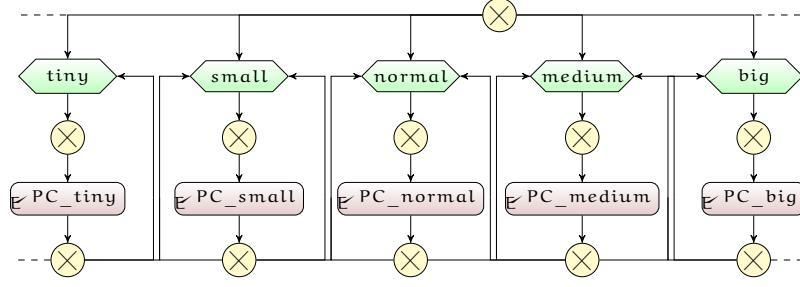 tiny small normal medium big
E PC_tiny E PC_small E PC_normal E PC_medium E PC_big